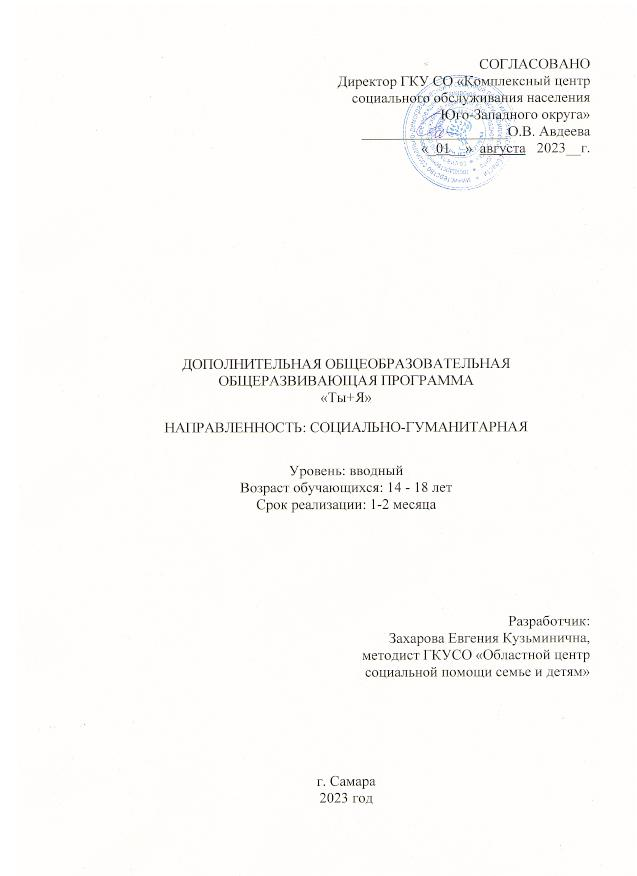 СОГЛАСОВАНО
Директор ГКУ СО «Комплексный центр
социального обслуживания населения
Юго-Западного округа»
О.В. Авдеева
«_01__» августа 2023__г.
ДОПОЛНИТЕЛЬНАЯ ОБЩЕОБРАЗОВАТЕЛЬНАЯ
ОБЩЕРАЗВИВАЮЩАЯ ПРОГРАММА
«Ты+Я»
НАПРАВЛЕННОСТЬ: СОЦИАЛЬНО-ГУМАНИТАРНАЯ
Уровень: вводный
Возраст обучающихся: 14 - 18 лет
Срок реализации: 1-2 месяца
Разработчик:
Захарова Евгения Кузьминична,
методист ГКУСО «Областной центр
социальной помощи семье и детям»
г. Самара
2023 год